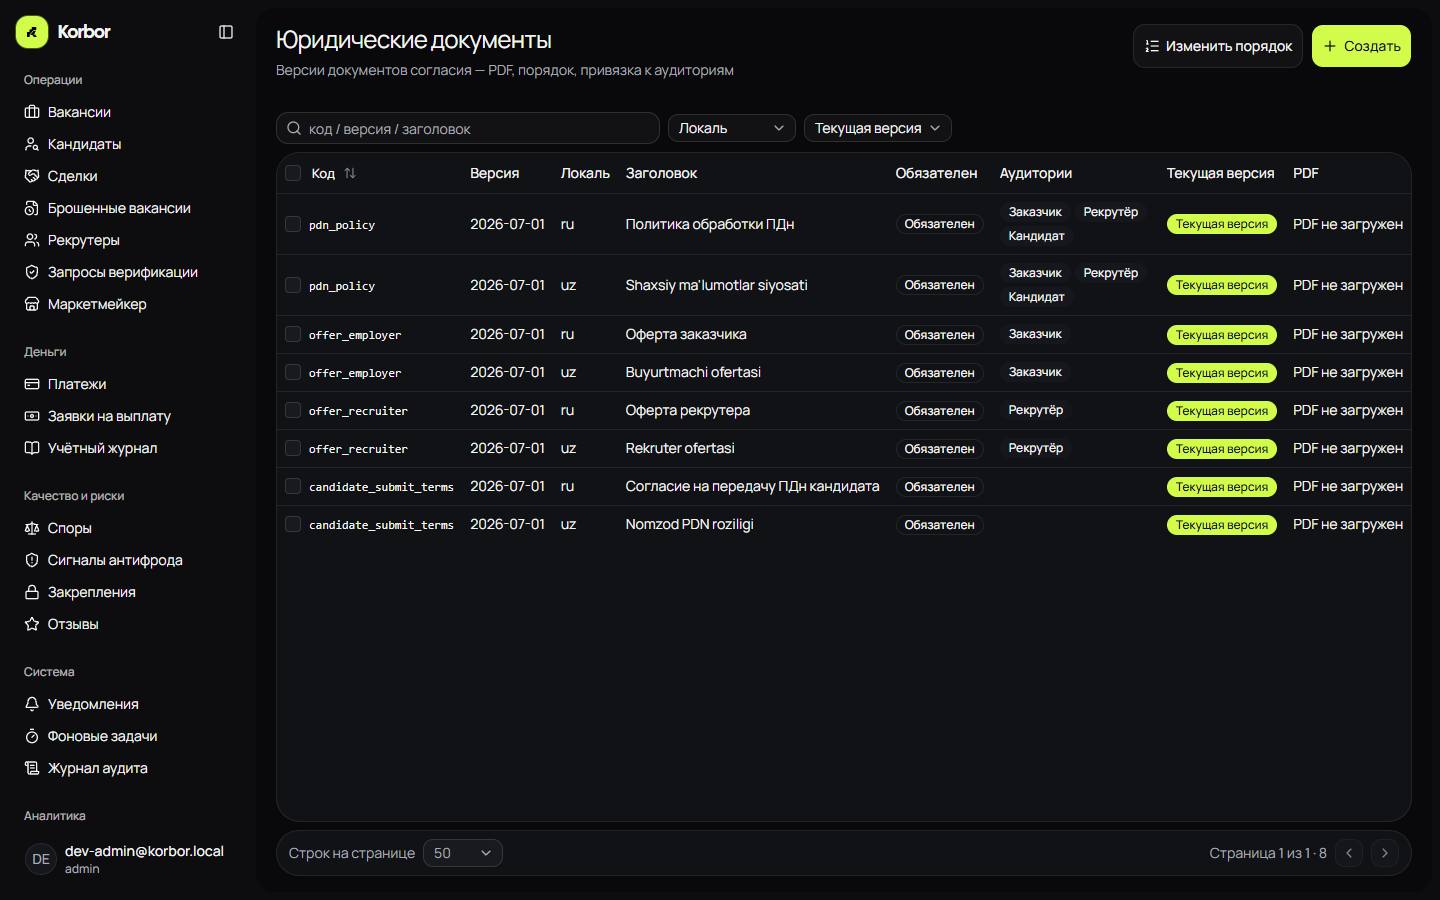 Korbor
Операции
Вакансии
Кандидаты
Сделки
Брошенные вакансии
Рекрутеры
Запросы верификации
Маркетмейкер
Деньги
Платежи
Заявки на выплату
Учётный журнал
Качество и риски
Споры
Сигналы антифрода
Закрепления
Отзывы
Система
Уведомления
Фоновые задачи
Журнал аудита
Аналитика
DE dev-admin@korbor.local
admin
Юридические документы
Версии документов согласия — PDF, порядок, привязка к аудиториям
Изменить порядок
Создать
код / версия / заголовок
Локаль
Текущая версия
Код Версия Локаль Заголовок Обязателен Аудитории Текущая версия PDF
pdn_policy 2026-07-01 ru Политика обработки ПДн Обязателен Заказчик Рекрутёр Кандидат Текущая версия PDF не загружен
pdn_policy 2026-07-01 uz Shaxsiy ma'lumotlar siyosati Обязателен Заказчик Рекрутёр Кандидат Текущая версия PDF не загружен
offer_employer 2026-07-01 ru Оферта заказчика Обязателен Заказчик Текущая версия PDF не загружен
offer_employer 2026-07-01 uz Buyurtmachi ofertasi Обязателен Заказчик Текущая версия PDF не загружен
offer_recruiter 2026-07-01 ru Оферта рекрутера Обязателен Рекрутёр Текущая версия PDF не загружен
offer_recruiter 2026-07-01 uz Rekruter ofertasi Обязателен Рекрутёр Текущая версия PDF не загружен
candidate_submit_terms 2026-07-01 ru Согласие на передачу ПДн кандидата Обязателен Текущая версия PDF не загружен
candidate_submit_terms 2026-07-01 uz Nomzod PDN roziligi Обязателен Текущая версия PDF не загружен
Строк на странице 50
Страница 1 из 1 · 8